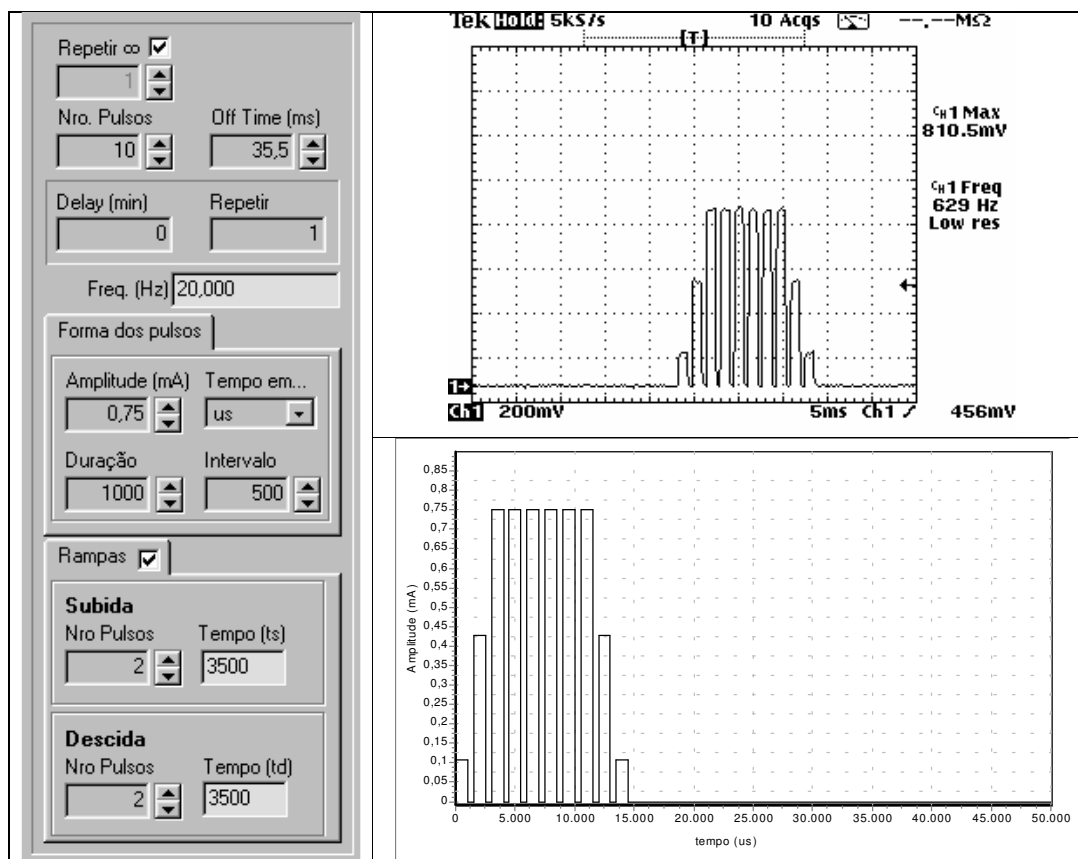 Repetir ∞
1
Nro. Pulsos Off Time (ms)
10 35,5
Delay (min) Repetir
0 1
Freq. (Hz) 20,000
Forma dos pulsos
Amplitude (mA) Tempo em...
0,75 us
Duração Intervalo
1000 500
Rampas
Subida
Nro Pulsos Tempo (ts)
2 3500
Descida
Nro Pulsos Tempo (td)
2 3500
Tek Hold: 5kS/s 10 Acqs --.--MΩ
[T]
CH1 Max
810.5mV
CH1 Freq
629 Hz
Low res
1→
Ch1 200mV 5ms Ch1 456mV
0,85
0,8
0,75
0,7
0,65
0,6
0,55
0,5
0,45
0,4
0,35
0,3
0,25
0,2
0,15
0,1
0,05
0
Amplitude (mA)
0 5.000 10.000 15.000 20.000 25.000 30.000 35.000 40.000 45.000 50.000
tempo (us)